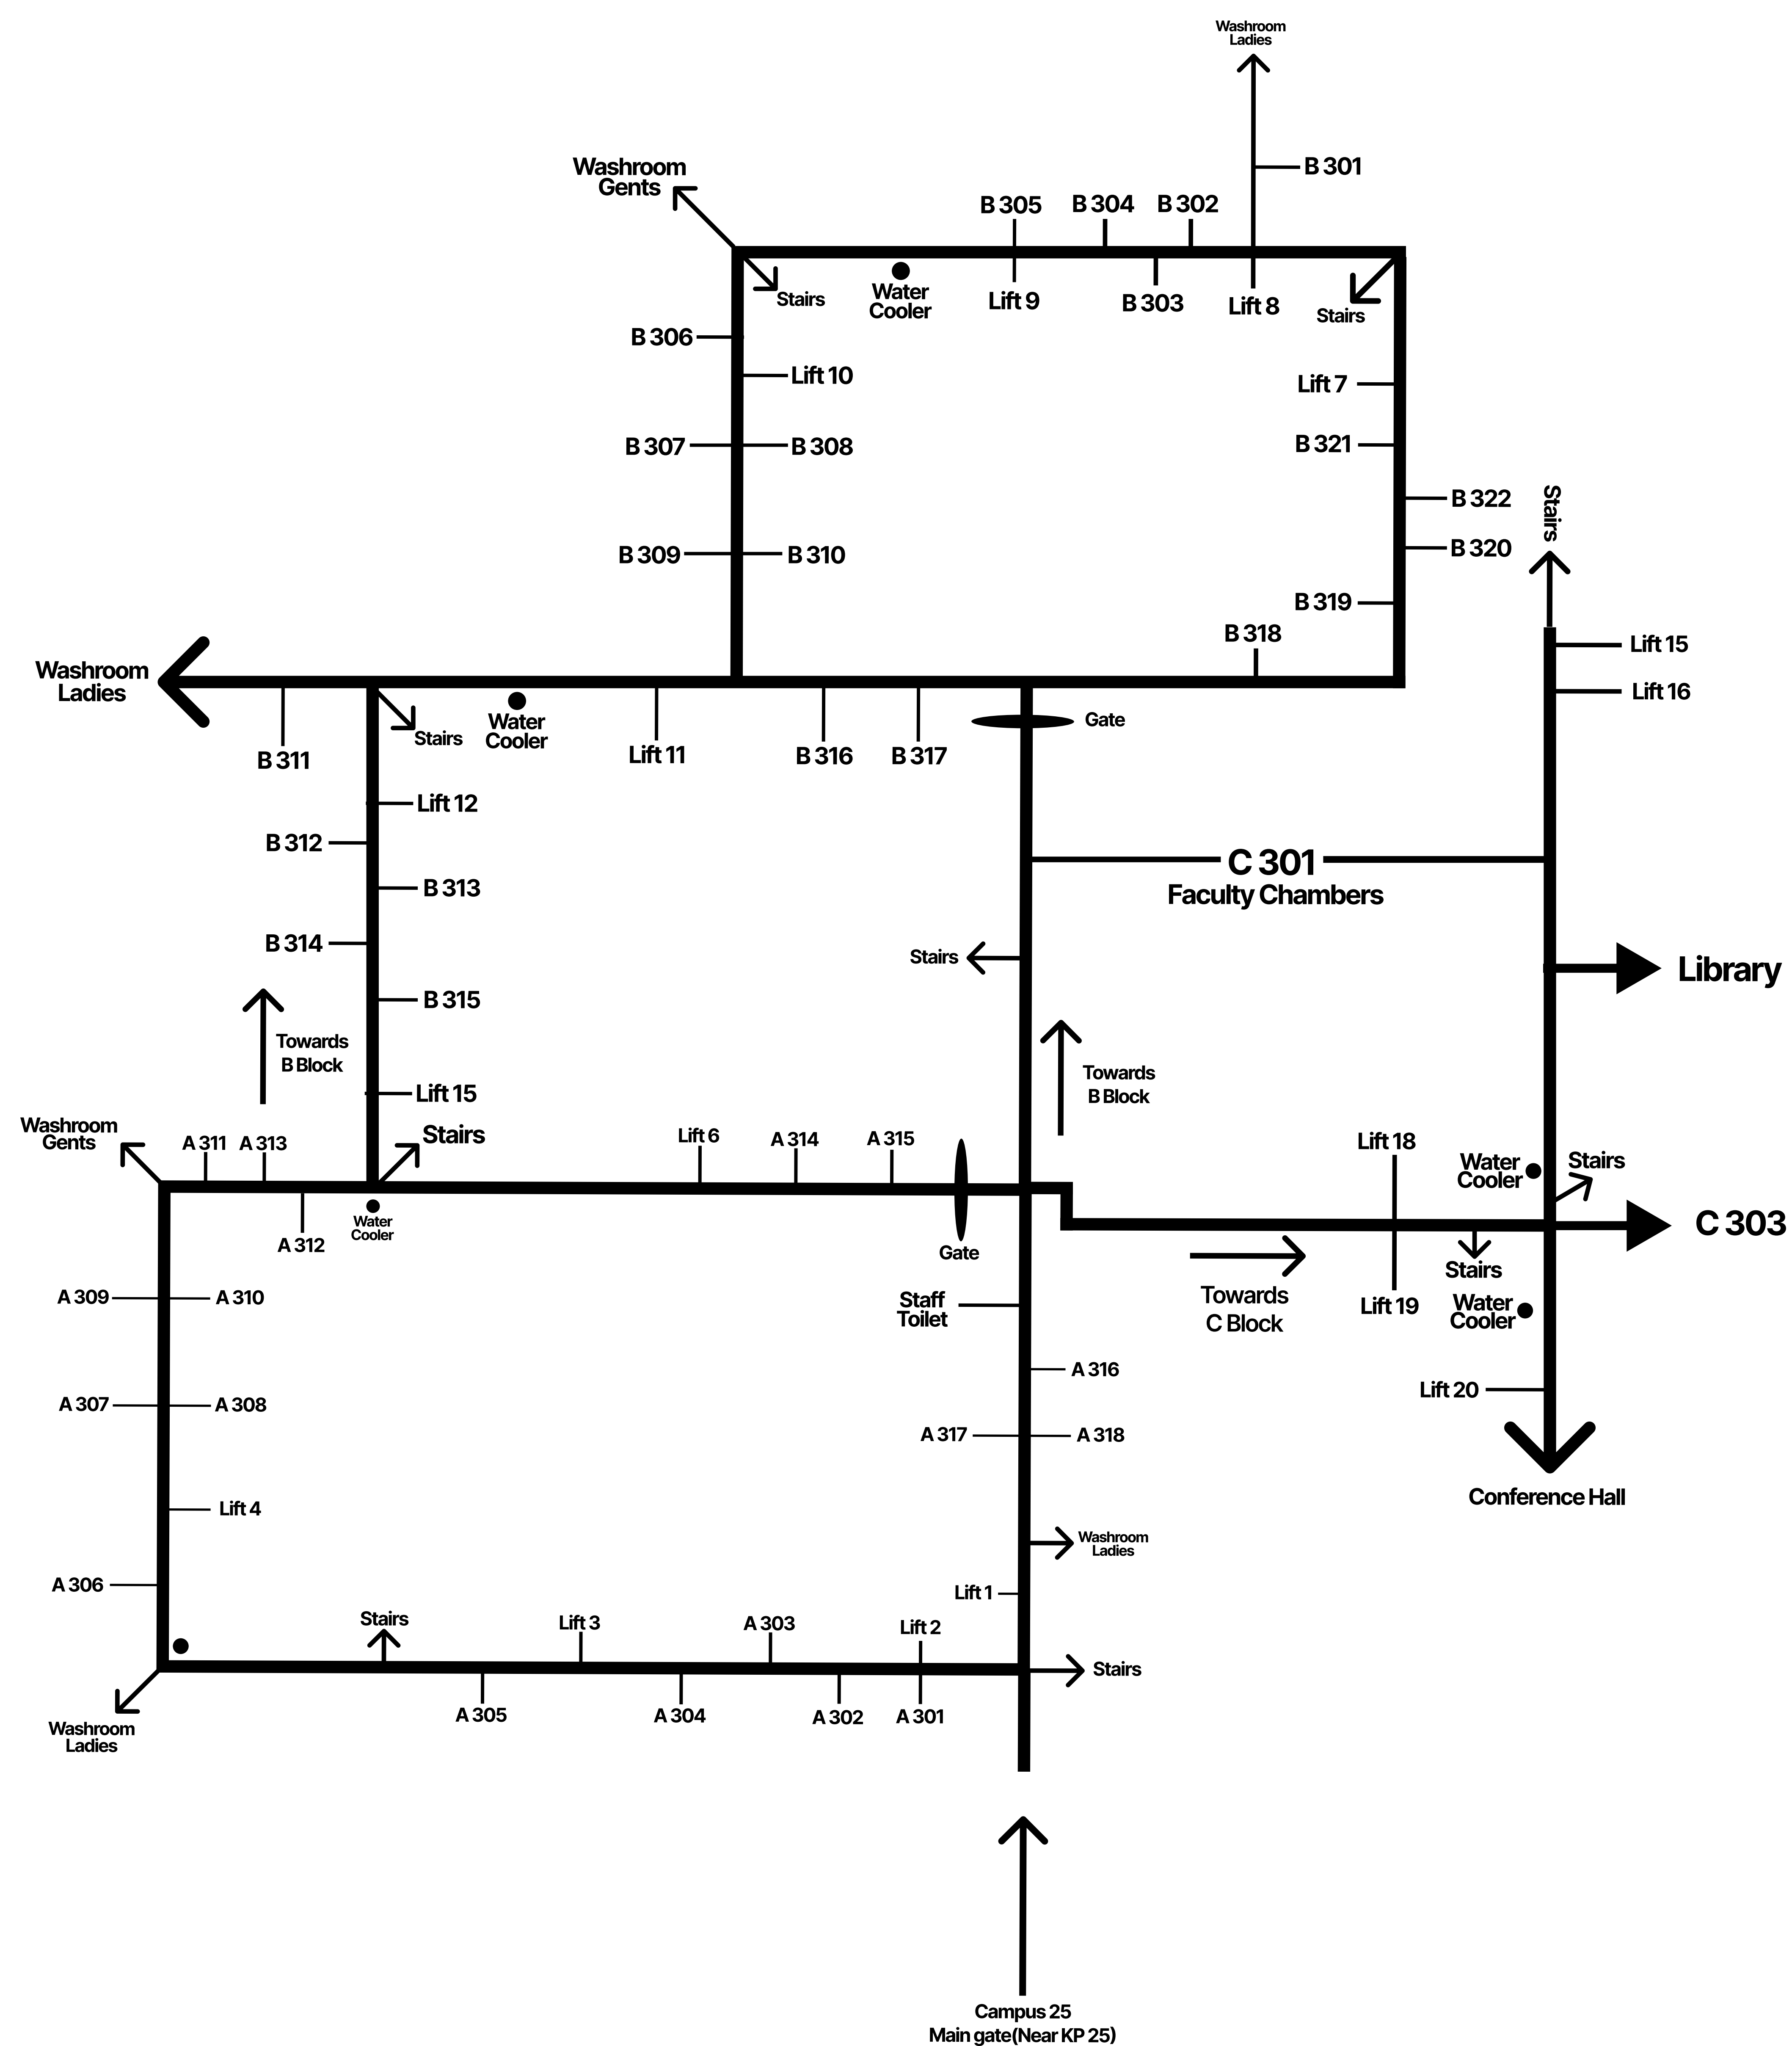 Washroom
Ladies
Washroom
Gents
B 301
B 305
B 304
B 302
Stairs
Water
Cooler
Lift 9
B 303
Lift 8
Stairs
B 306
Lift 10
Lift 7
B 307
B 308
B 321
B 322
Stairs
B 309
B 310
B 320
B 319
B 318
Lift 15
Washroom
Ladies
Lift 16
Stairs
Water
Cooler
Gate
B 311
Lift 11
B 316
B 317
Lift 12
B 312
C 301
Faculty Chambers
B 313
B 314
Stairs
Library
B 315
Towards
B Block
Towards
B Block
Lift 15
Washroom
Gents
A 311
A 313
Stairs
Lift 6
A 314
A 315
Lift 18
Water
Cooler
Stairs
A 312
Water
Cooler
Gate
C 303
Stairs
A 309
A 310
Staff
Toilet
Towards
C Block
Lift 19
Water
Cooler
A 316
Lift 20
A 307
A 308
A 317
A 318
Conference Hall
Lift 4
Washroom
Ladies
A 306
Lift 1
Stairs
Lift 3
A 303
Lift 2
Stairs
A 305
A 304
A 302
A 301
Washroom
Ladies
Campus 25
Main gate(Near KP 25)